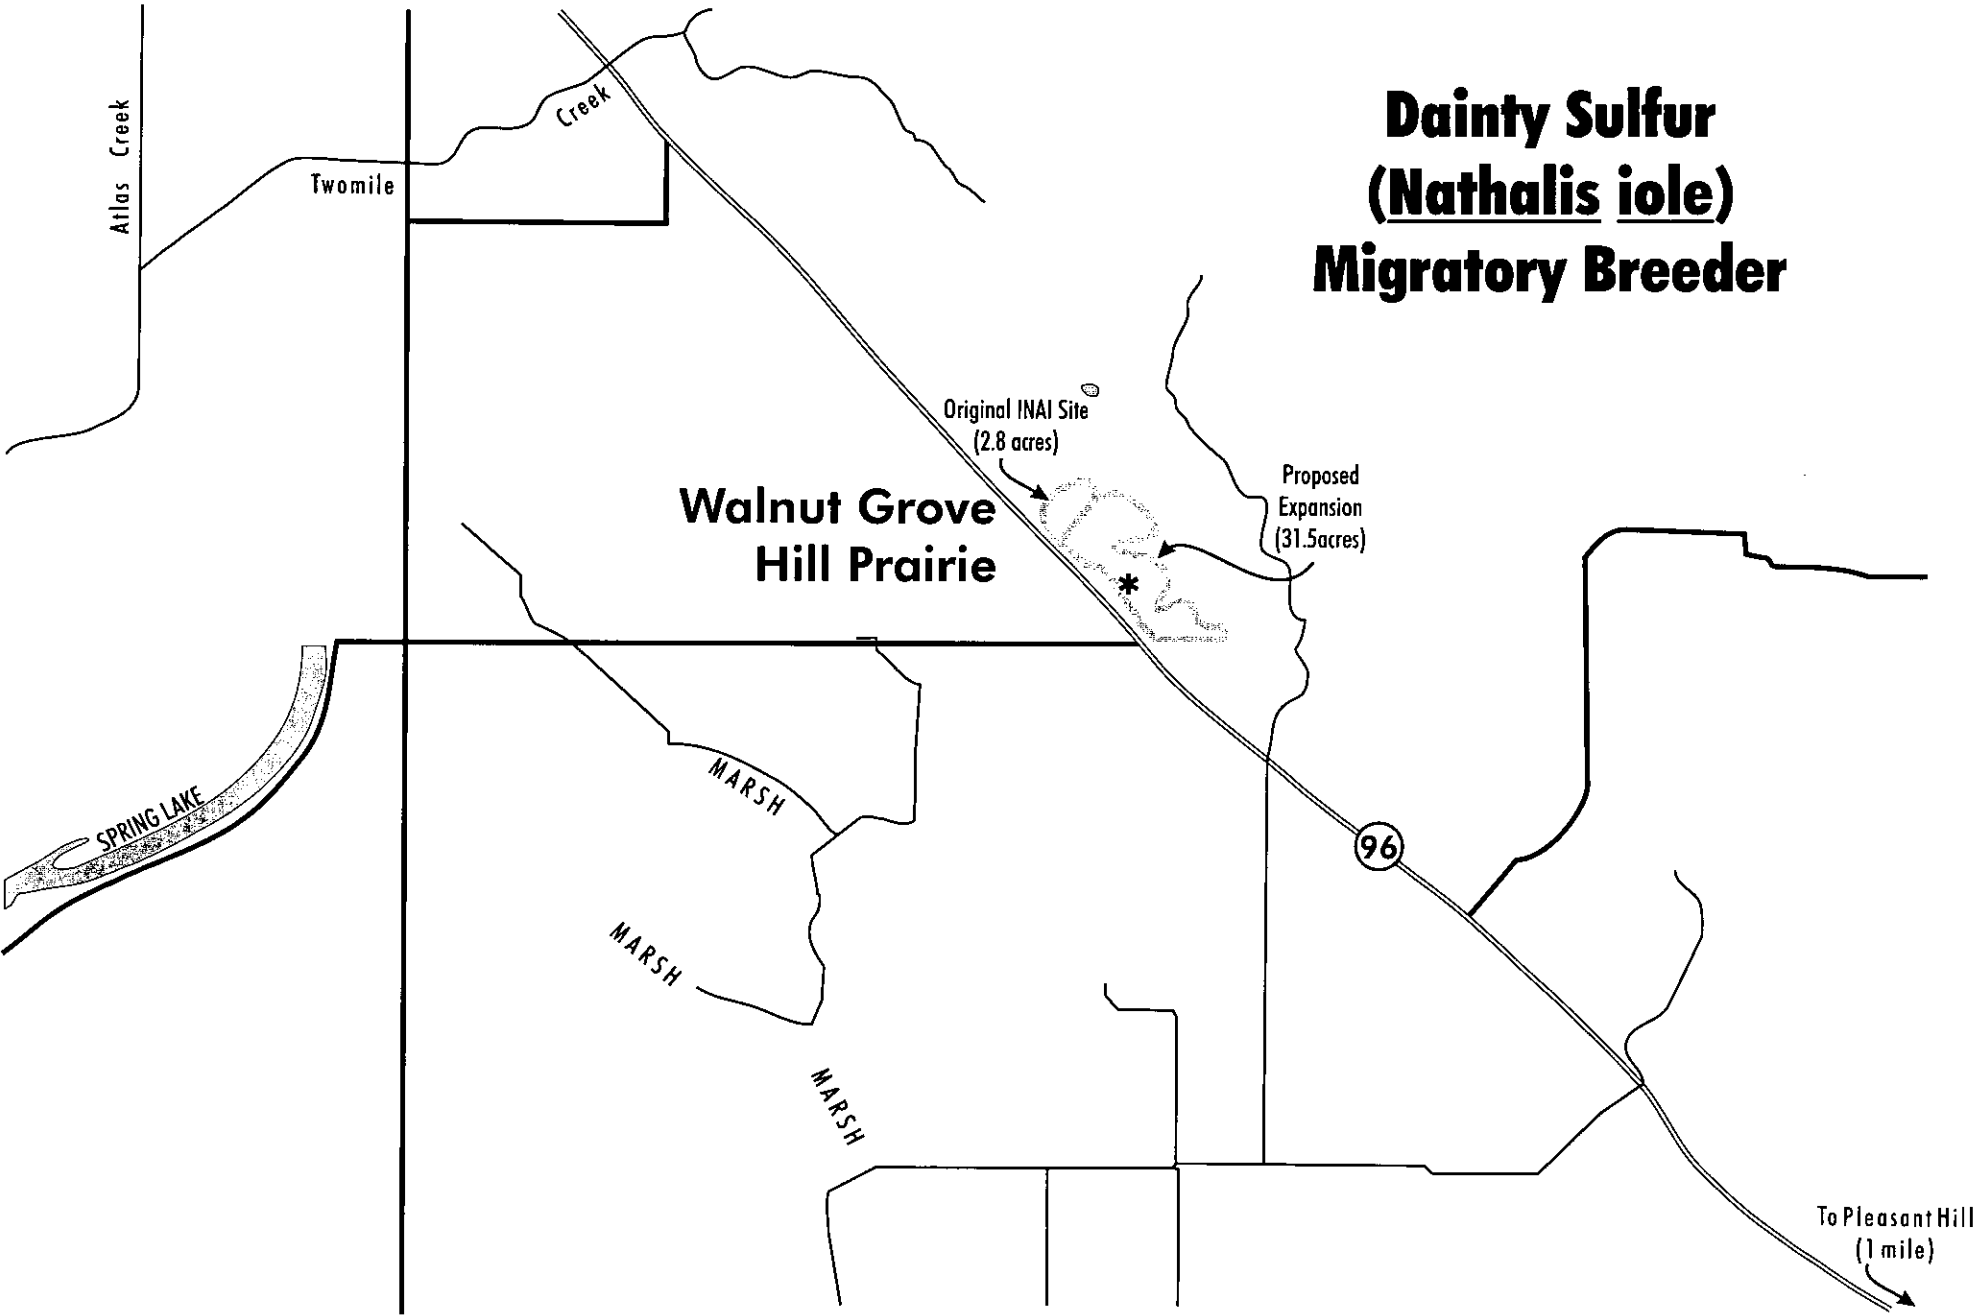 Dainty Sulfur
(Nathalis iole)
Migratory Breeder
Atlas Creek
Twomile
Creek
Original INAI Site
(2.8 acres)
Proposed
Expansion
(31.5acres)
Walnut Grove
Hill Prairie
*
SPRING LAKE
MARSH
MARSH
MARSH
96
To Pleasant Hill
(1 mile)